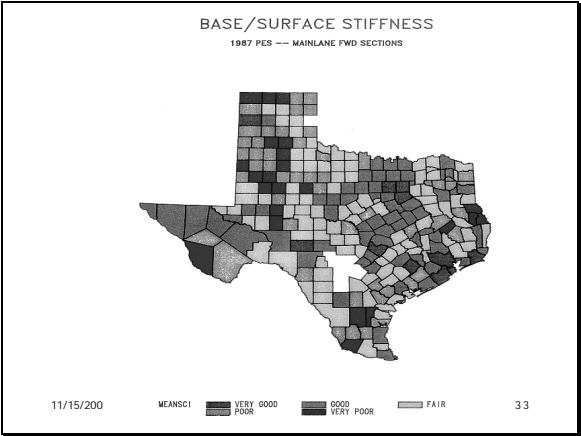 BASE/SURFACE STIFFNESS
1987 PES -- MAINLANE FWD SECTIONS
11/15/200
MEANSCI VERY GOOD GOOD FAIR
POOR VERY POOR
33